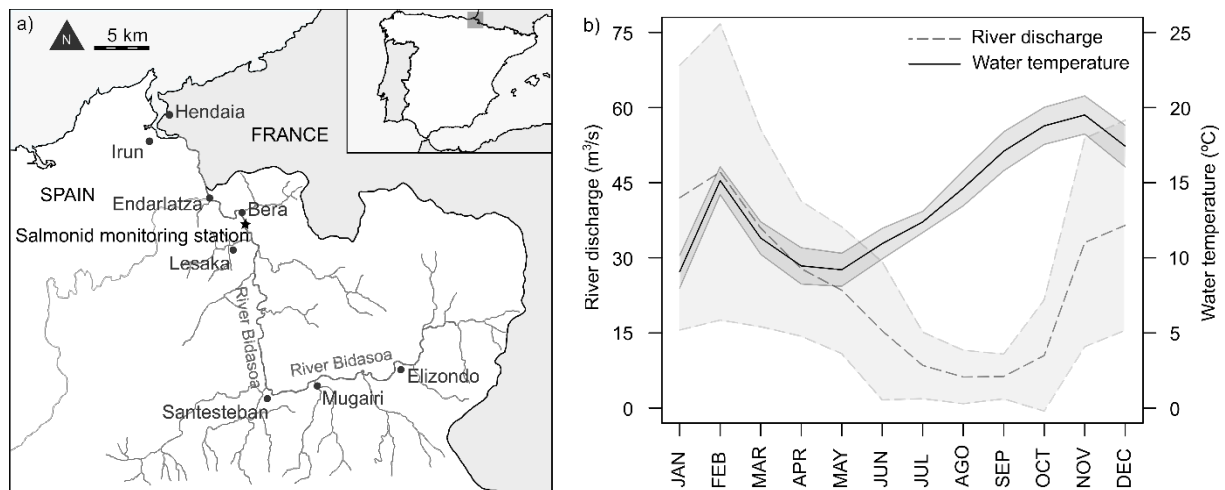 a)
N
5 km
Hendaia
FRANCE
Irun
SPAIN
Endarlatza
Bera
Salmonid monitoring station
Lesaka
River Bidasoa
River Bidasoa
Elizondo
Mugairi
Santesteban
b)
River discharge
Water temperature
River discharge (m³/s)
75
60
45
30
15
0
Water temperature (ºC)
25
20
15
10
5
0
JAN
FEB
MAR
APR
MAY
JUN
JUL
AGO
SEP
OCT
NOV
DEC